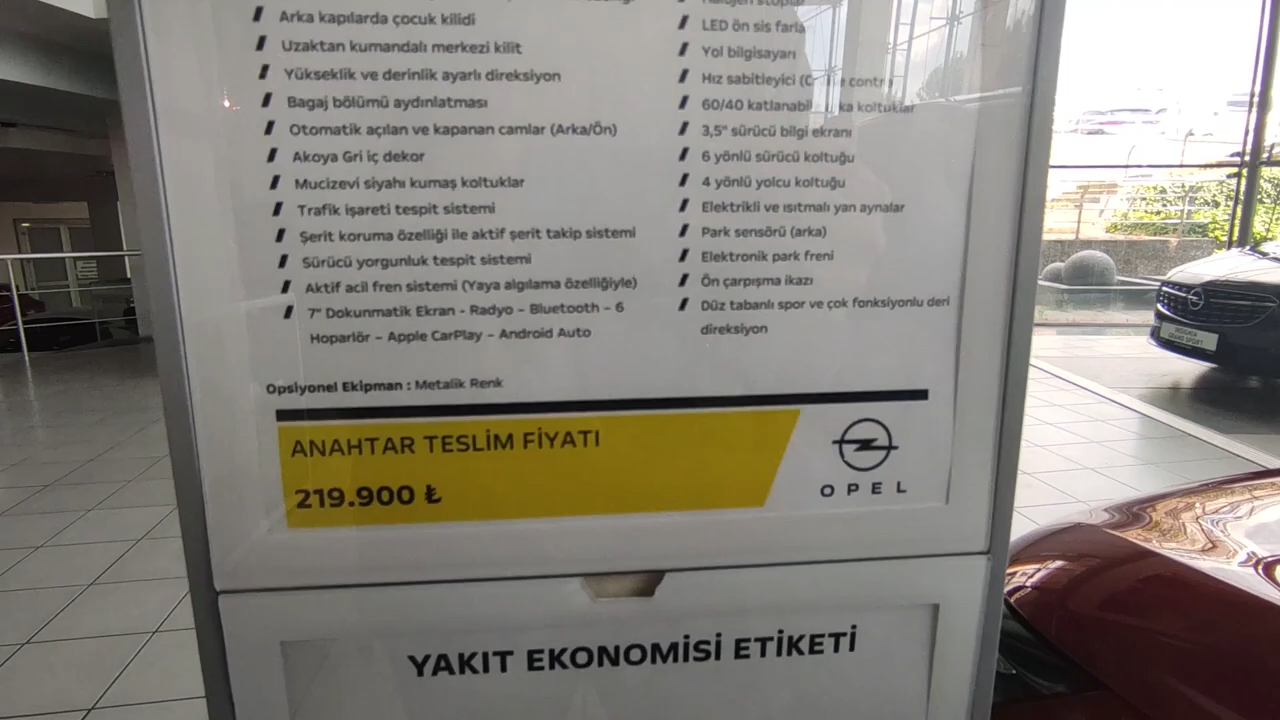 Arka kapılarda çocuk kilidi
Uzaktan kumandalı merkezi kilit
Yükseklik ve derinlik ayarlı direksiyon
Bagaj bölümü aydınlatması
Otomatik açılan ve kapanan camlar (Arka/Ön)
Akoya Gri iç dekor
Mucizevi siyahı kumaş koltuklar
Trafik işareti tespit sistemi
Şerit koruma özelliği ile aktif şerit takip sistemi
Sürücü yorgunluk tespit sistemi
Aktif acil fren sistemi (Yaya algılama özelliğiyle)
7" Dokunmatik Ekran - Radyo – Bluetooth – 6
Hoparlör – Apple CarPlay – Android Auto
LED ön sis farla
Yol bilgisayarı
Hız sabitleyici
60/40 koltuklar
3,5" sürücü bilgi ekranı
6 yönlü sürücü koltuğu
4 yönlü yolcu koltuğu
Elektrikli ve ısıtmalı yan aynalar
Park sensörü (arka)
Elektronik park freni
Ön çarpışma ikazı
Düz tabanlı spor ve çok fonksiyonlu deri
direksiyon
Opsiyonel Ekipman : Metalik Renk
ANAHTAR TESLİM FİYATI
219.900 ₺
OPEL
YAKIT EKONOMİSİ ETİKETİ
INSIGNIA
GRAND SPORT